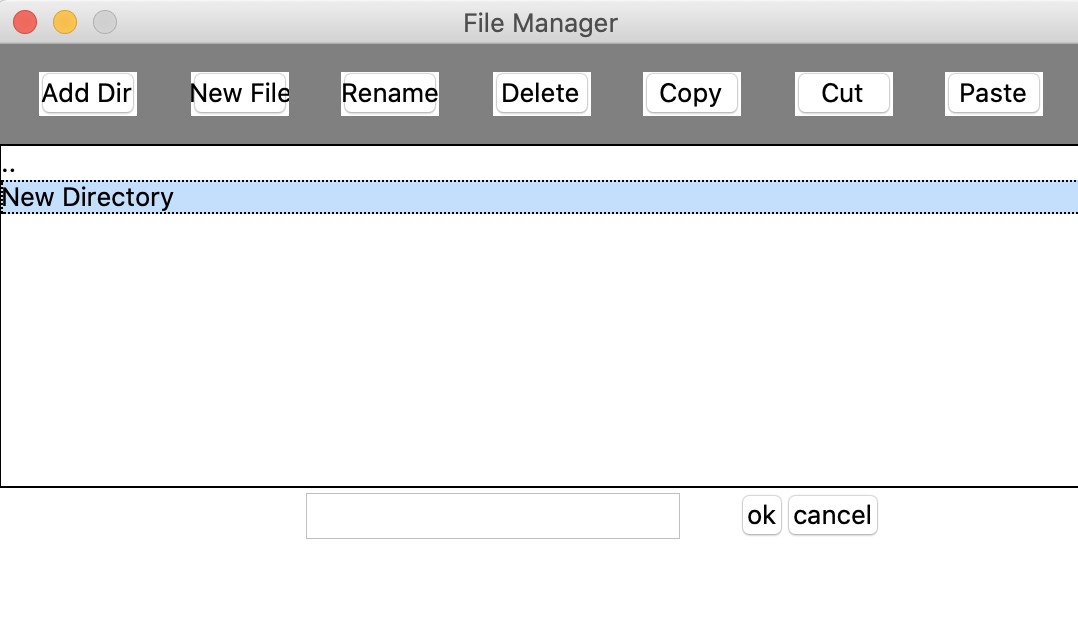 File Manager
Add Dir New File Rename Delete Copy Cut Paste
..
New Directory
ok cancel